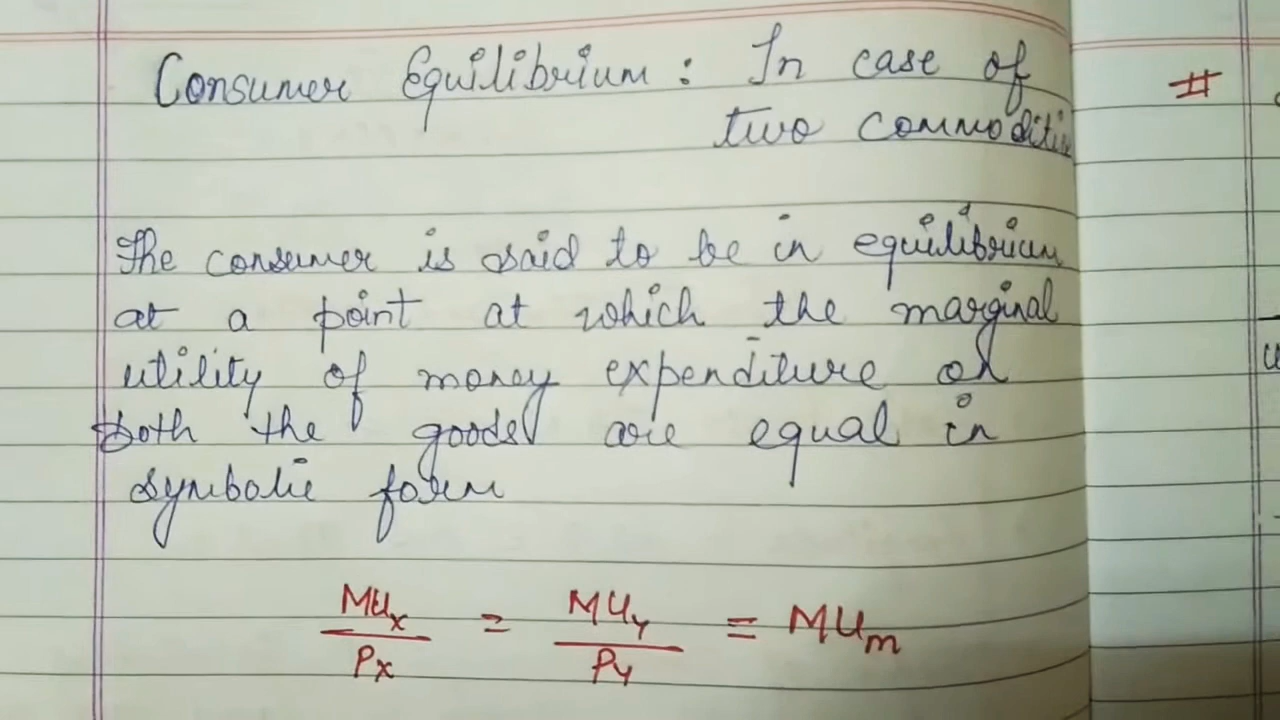 Consumer Equilibrium : In case of
two commoditi
The consumer is said to be in equilibrium
at a point at which the marginal
utility of money expenditure on
both the goods are equal in
symbolic form
MUx / Px = MUy / Py = MUm
#